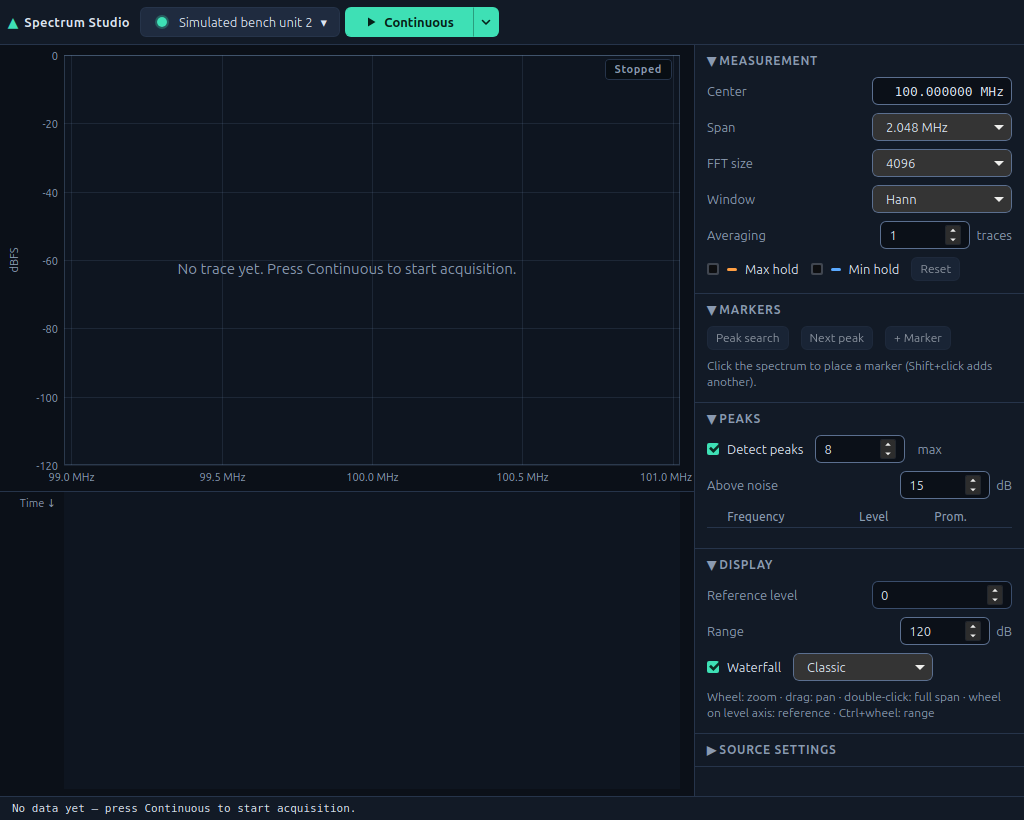 Spectrum Studio
Simulated bench unit 2 ▾
Continuous
0
-20
-40
-60
-80
-100
-120
dBFS
Stopped
No trace yet. Press Continuous to start acquisition.
99.0 MHz
99.5 MHz
100.0 MHz
100.5 MHz
101.0 MHz
Time ↓
▼ MEASUREMENT
Center
100.000000 MHz
Span
2.048 MHz
FFT size
4096
Window
Hann
Averaging
1
traces
Max hold
Min hold
Reset
▼ MARKERS
Peak search
Next peak
+ Marker
Click the spectrum to place a marker (Shift+click adds
another).
▼ PEAKS
Detect peaks
8
max
Above noise
15
dB
Frequency Level Prom.
▼ DISPLAY
Reference level
0
Range
120
dB
Waterfall
Classic
Wheel: zoom · drag: pan · double-click: full span · wheel
on level axis: reference · Ctrl+wheel: range
▶ SOURCE SETTINGS
No data yet — press Continuous to start acquisition.